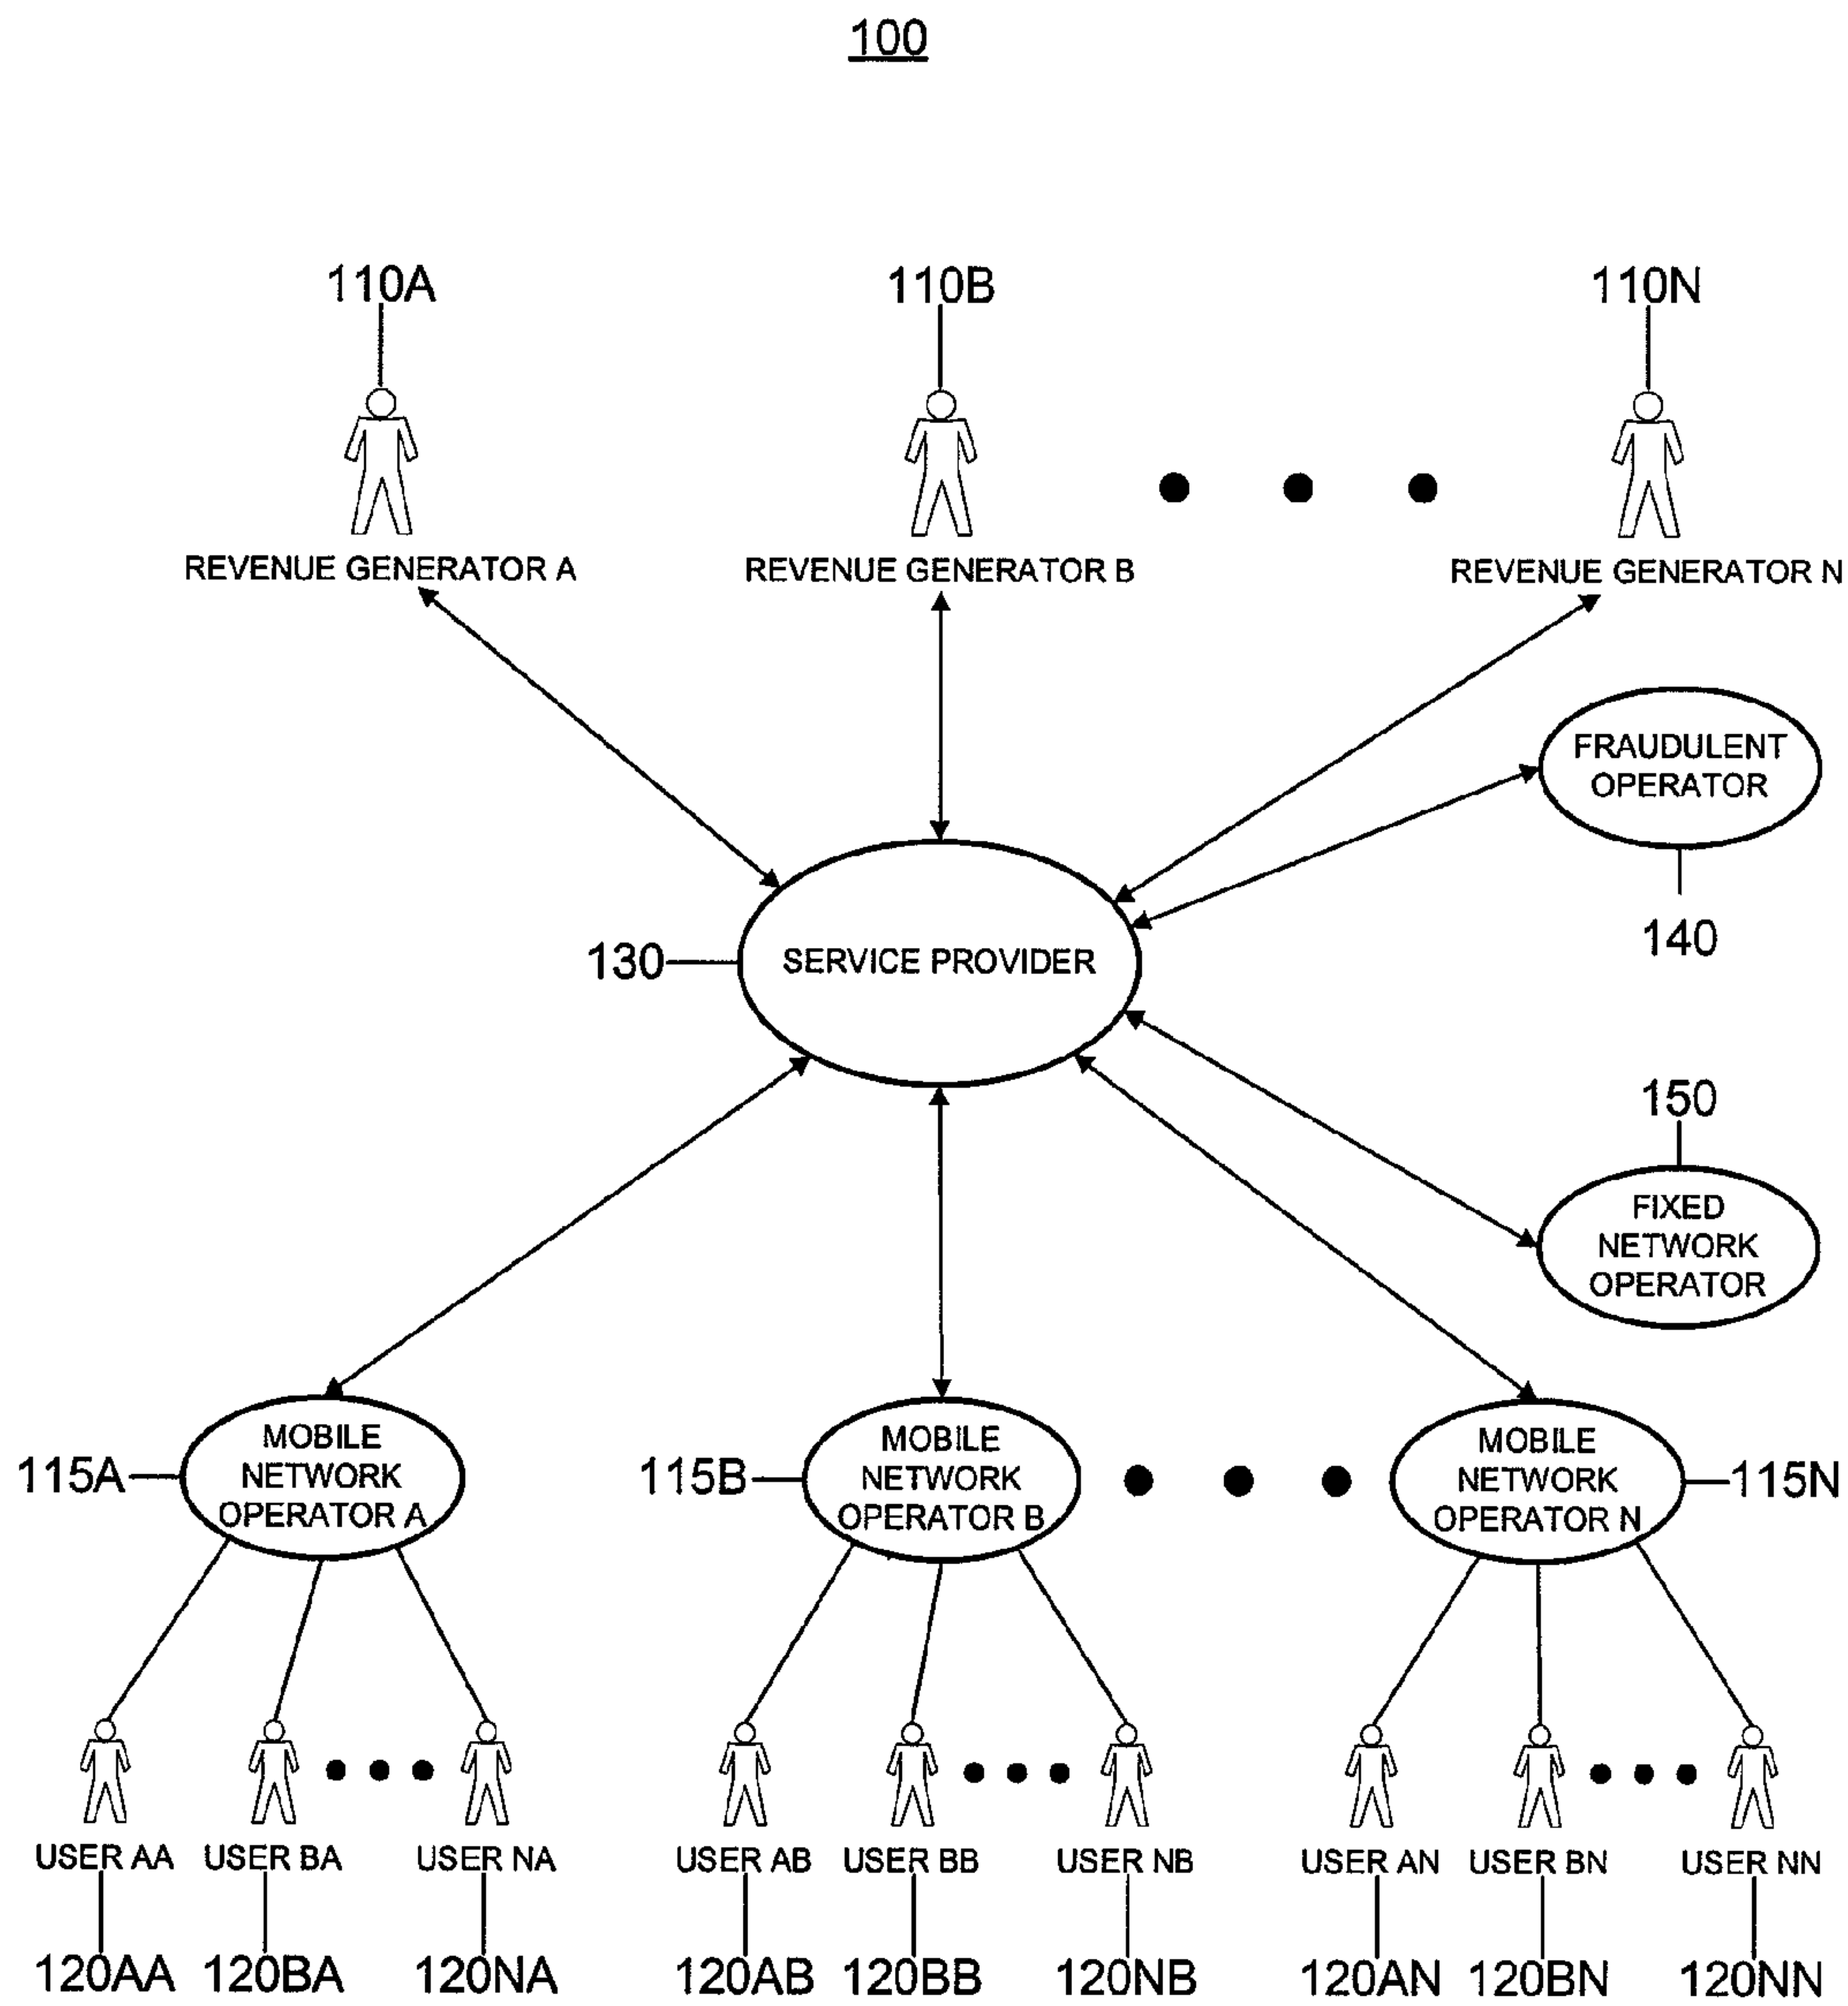 100
110A
110B
110N
REVENUE GENERATOR A
REVENUE GENERATOR B
REVENUE GENERATOR N
FRAUDULENT
OPERATOR
140
130
SERVICE PROVIDER
150
FIXED
NETWORK
OPERATOR
115A
MOBILE
NETWORK
OPERATOR A
115B
MOBILE
NETWORK
OPERATOR B
MOBILE
NETWORK
OPERATOR N
115N
USER AA
USER BA
USER NA
USER AB
USER BB
USER NB
USER AN
USER BN
USER NN
120AA
120BA
120NA
120AB
120BB
120NB
120AN
120BN
120NN